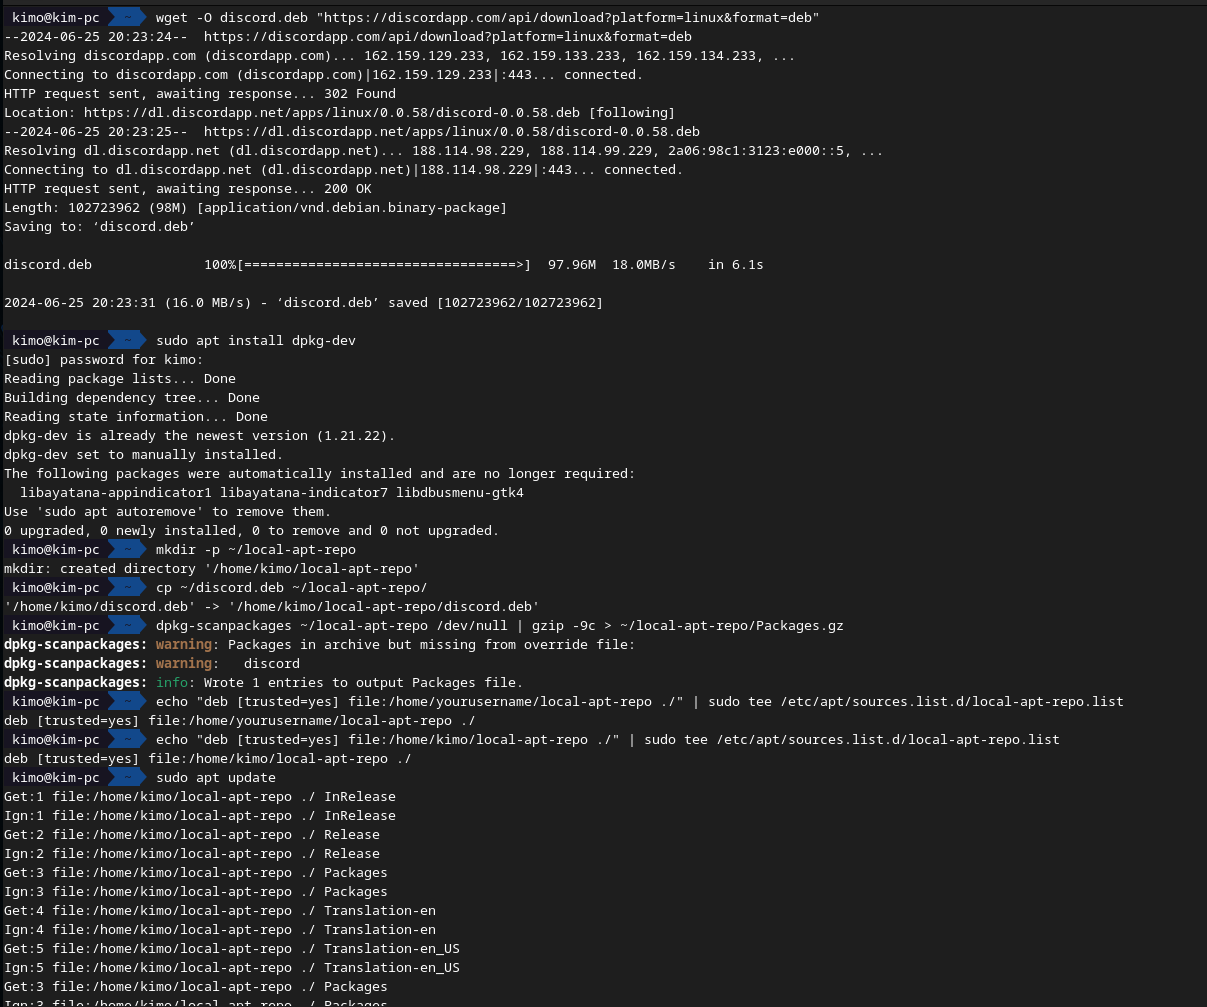 kimo@kim-pc ~ wget -O discord.deb "https://discordapp.com/api/download?platform=linux&format=deb"
--2024-06-25 20:23:24--  https://discordapp.com/api/download?platform=linux&format=deb
Resolving discordapp.com (discordapp.com)... 162.159.129.233, 162.159.133.233, 162.159.134.233, ...
Connecting to discordapp.com (discordapp.com)|162.159.129.233|:443... connected.
HTTP request sent, awaiting response... 302 Found
Location: https://dl.discordapp.net/apps/linux/0.0.58/discord-0.0.58.deb [following]
--2024-06-25 20:23:25--  https://dl.discordapp.net/apps/linux/0.0.58/discord-0.0.58.deb
Resolving dl.discordapp.net (dl.discordapp.net)... 188.114.98.229, 188.114.99.229, 2a06:98c1:3123:e000::5, ...
Connecting to dl.discordapp.net (dl.discordapp.net)|188.114.98.229|:443... connected.
HTTP request sent, awaiting response... 200 OK
Length: 102723962 (98M) [application/vnd.debian.binary-package]
Saving to: ‘discord.deb’
discord.deb              100%[==================================>]  97.96M  18.0MB/s    in 6.1s
2024-06-25 20:23:31 (16.0 MB/s) - ‘discord.deb’ saved [102723962/102723962]
kimo@kim-pc ~ sudo apt install dpkg-dev
[sudo] password for kimo:
Reading package lists... Done
Building dependency tree... Done
Reading state information... Done
dpkg-dev is already the newest version (1.21.22).
dpkg-dev set to manually installed.
The following packages were automatically installed and are no longer required:
  libayatana-appindicator1 libayatana-indicator7 libdbusmenu-gtk4
Use 'sudo apt autoremove' to remove them.
0 upgraded, 0 newly installed, 0 to remove and 0 not upgraded.
kimo@kim-pc ~ mkdir -p ~/local-apt-repo
mkdir: created directory '/home/kimo/local-apt-repo'
kimo@kim-pc ~ cp ~/discord.deb ~/local-apt-repo/
'/home/kimo/discord.deb' -> '/home/kimo/local-apt-repo/discord.deb'
kimo@kim-pc ~ dpkg-scanpackages ~/local-apt-repo /dev/null | gzip -9c > ~/local-apt-repo/Packages.gz
dpkg-scanpackages: warning: Packages in archive but missing from override file:
dpkg-scanpackages: warning:   discord
dpkg-scanpackages: info: Wrote 1 entries to output Packages file.
kimo@kim-pc ~ echo "deb [trusted=yes] file:/home/yourusername/local-apt-repo ./" | sudo tee /etc/apt/sources.list.d/local-apt-repo.list
deb [trusted=yes] file:/home/yourusername/local-apt-repo ./
kimo@kim-pc ~ echo "deb [trusted=yes] file:/home/kimo/local-apt-repo ./" | sudo tee /etc/apt/sources.list.d/local-apt-repo.list
deb [trusted=yes] file:/home/kimo/local-apt-repo ./
kimo@kim-pc ~ sudo apt update
Get:1 file:/home/kimo/local-apt-repo ./ InRelease
Ign:1 file:/home/kimo/local-apt-repo ./ InRelease
Get:2 file:/home/kimo/local-apt-repo ./ Release
Ign:2 file:/home/kimo/local-apt-repo ./ Release
Get:3 file:/home/kimo/local-apt-repo ./ Packages
Ign:3 file:/home/kimo/local-apt-repo ./ Packages
Get:4 file:/home/kimo/local-apt-repo ./ Translation-en
Ign:4 file:/home/kimo/local-apt-repo ./ Translation-en
Get:5 file:/home/kimo/local-apt-repo ./ Translation-en_US
Ign:5 file:/home/kimo/local-apt-repo ./ Translation-en_US
Get:3 file:/home/kimo/local-apt-repo ./ Packages
Ign:3 file:/home/kimo/local-apt-repo ./ Packages